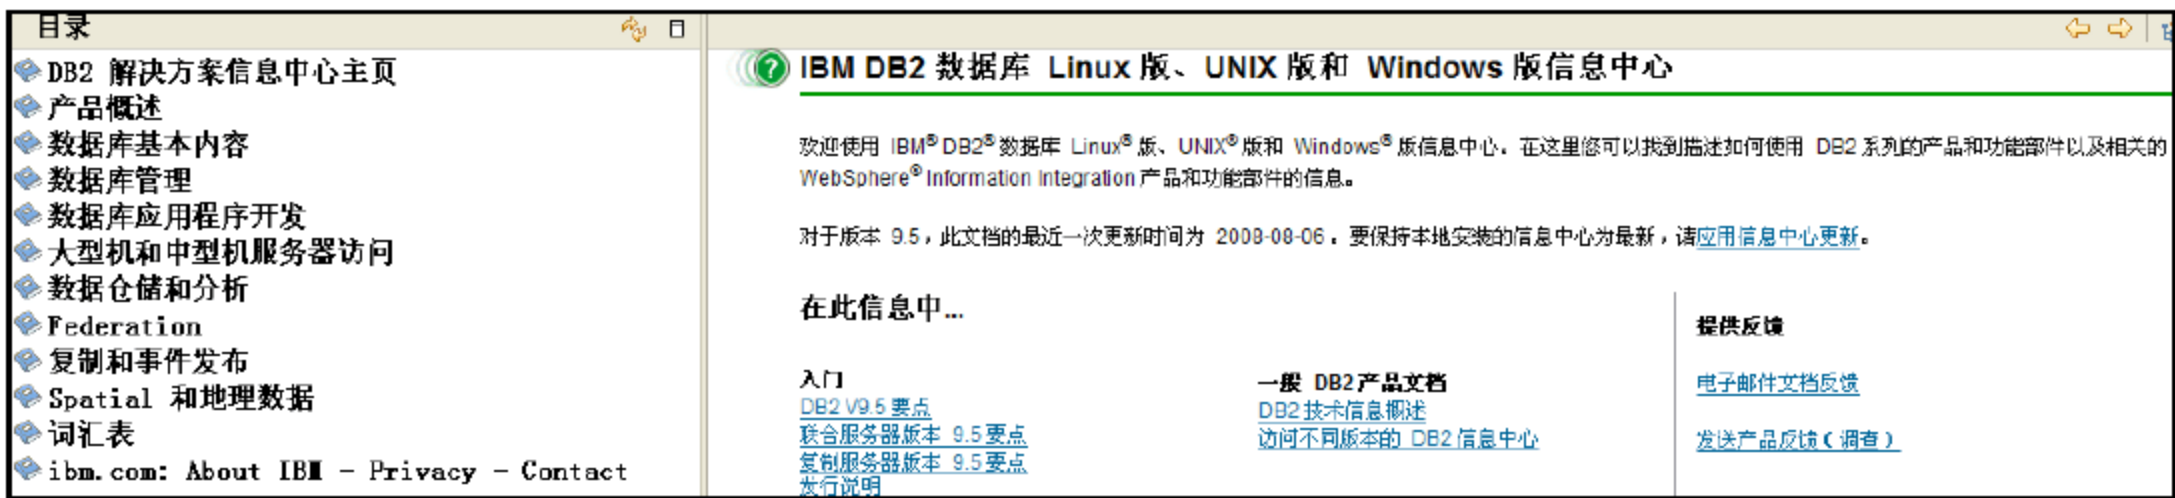 目录
DB2 解决方案信息中心主页
产品概述
数据库基本内容
数据库管理
数据库应用程序开发
大型机和中型机服务器访问
数据仓储和分析
Federation
复制和事件发布
Spatial 和地理数据
词汇表
ibm.com: About IBM - Privacy - Contact
IBM DB2 数据库 Linux 版、UNIX 版和 Windows 版信息中心
欢迎使用 IBM® DB2® 数据库 Linux® 版、UNIX® 版和 Windows® 版信息中心。在这里您可以找到描述如何使用 DB2 系列的产品和功能部件以及相关的
WebSphere® Information Integration 产品和功能部件的信息。
对于版本 9.5，此文档的最近一次更新时间为 2008-08-06。要保持本地安装的信息中心为最新，请应用信息中心更新。
在此信息中...
入门
DB2 V9.5 要点
联合服务器版本 9.5 要点
复制服务器版本 9.5 要点
发行说明
一般 DB2 产品文档
DB2 技术信息概述
访问不同版本的 DB2 信息中心
提供反馈
电子邮件文档反馈
发送产品反馈（调查）